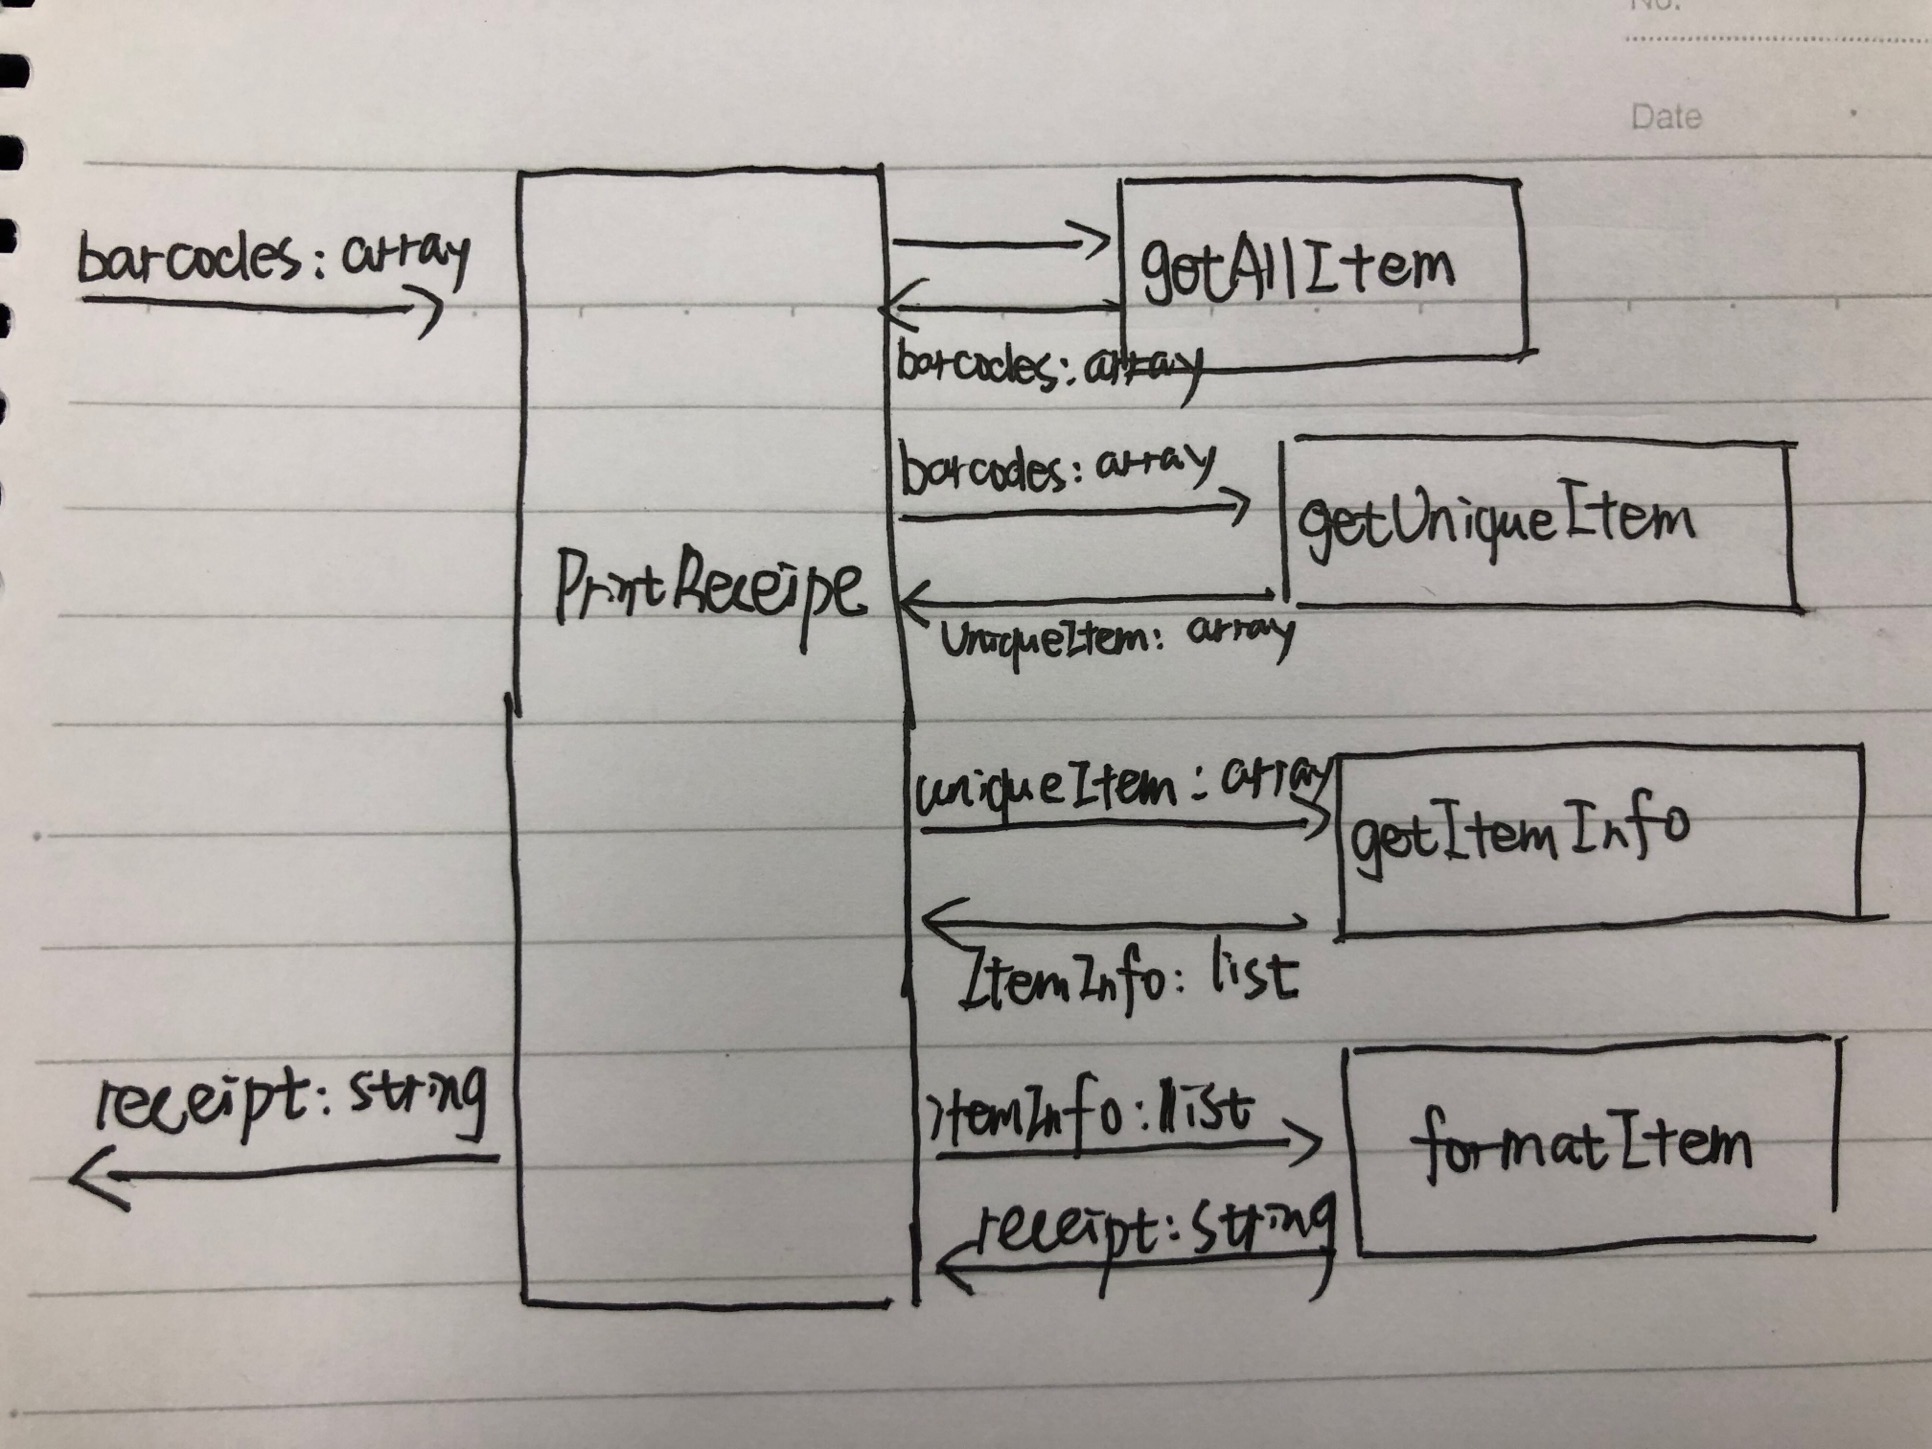 Date
barcodes: array
getAllItem
barcodes: array
barcodes: array
getUniqueItem
PrintReceipe
UniqueItem: array
uniqueItem: array
getItemInfo
ItemInfo: list
receipt: string
itemInfo: list
formatItem
receipt: string